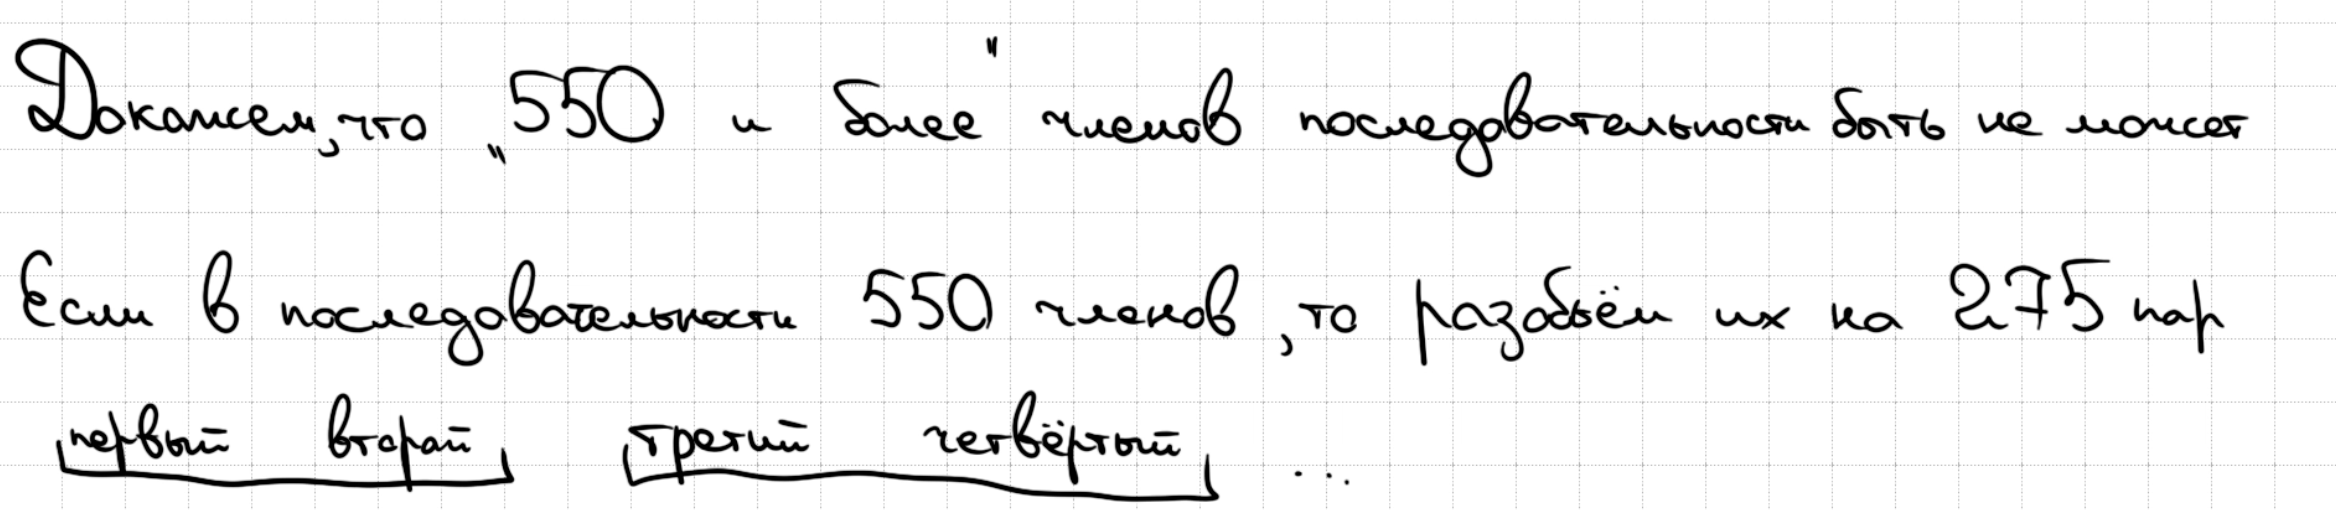 Докажем, что „550 и более" членов последовательности быть не может
Если в последовательности 550 членов, то разобьём их на 275 пар
первый второй третий четвёртый ...